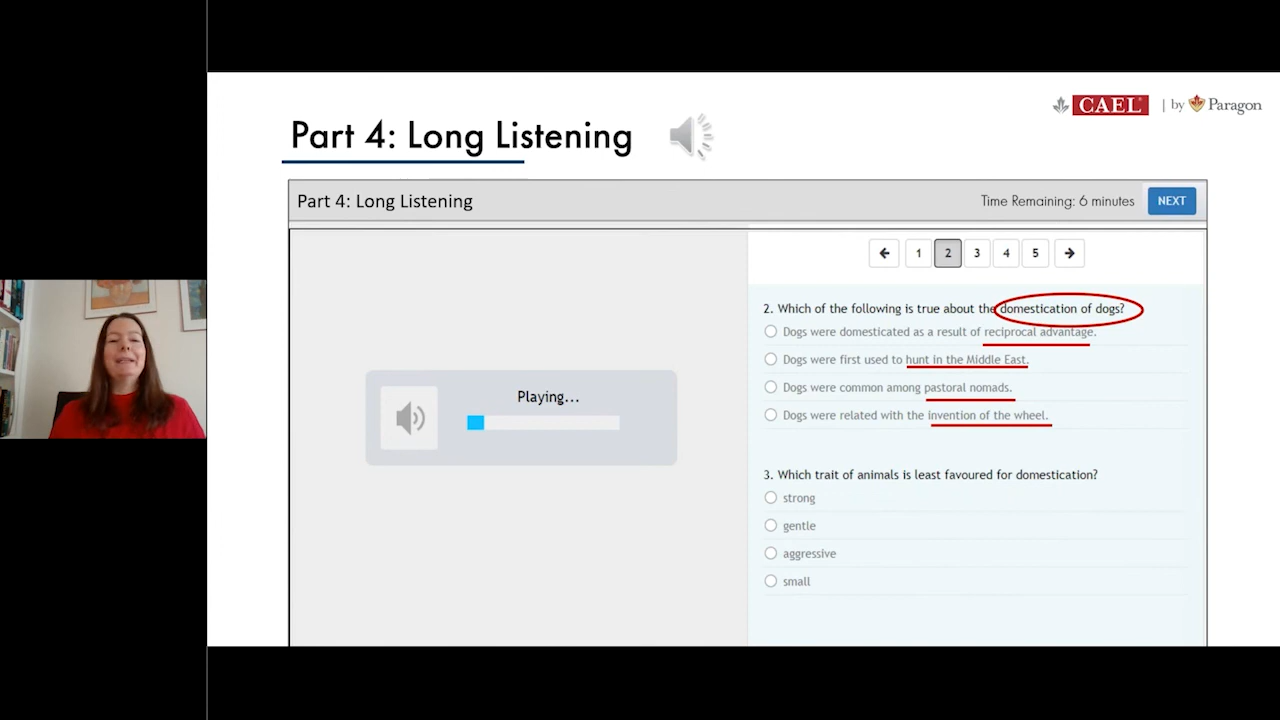 CAEL | by Paragon
Part 4: Long Listening
Part 4: Long Listening
Time Remaining: 6 minutes
NEXT
1 2 3 4 5
2. Which of the following is true about the domestication of dogs?
Dogs were domesticated as a result of reciprocal advantage.
Dogs were first used to hunt in the Middle East.
Dogs were common among pastoral nomads.
Dogs were related with the invention of the wheel.
Playing...
3. Which trait of animals is least favoured for domestication?
strong
gentle
aggressive
small